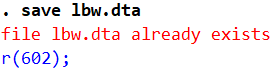 . save lbw.dta
file lbw.dta already exists
r(602);